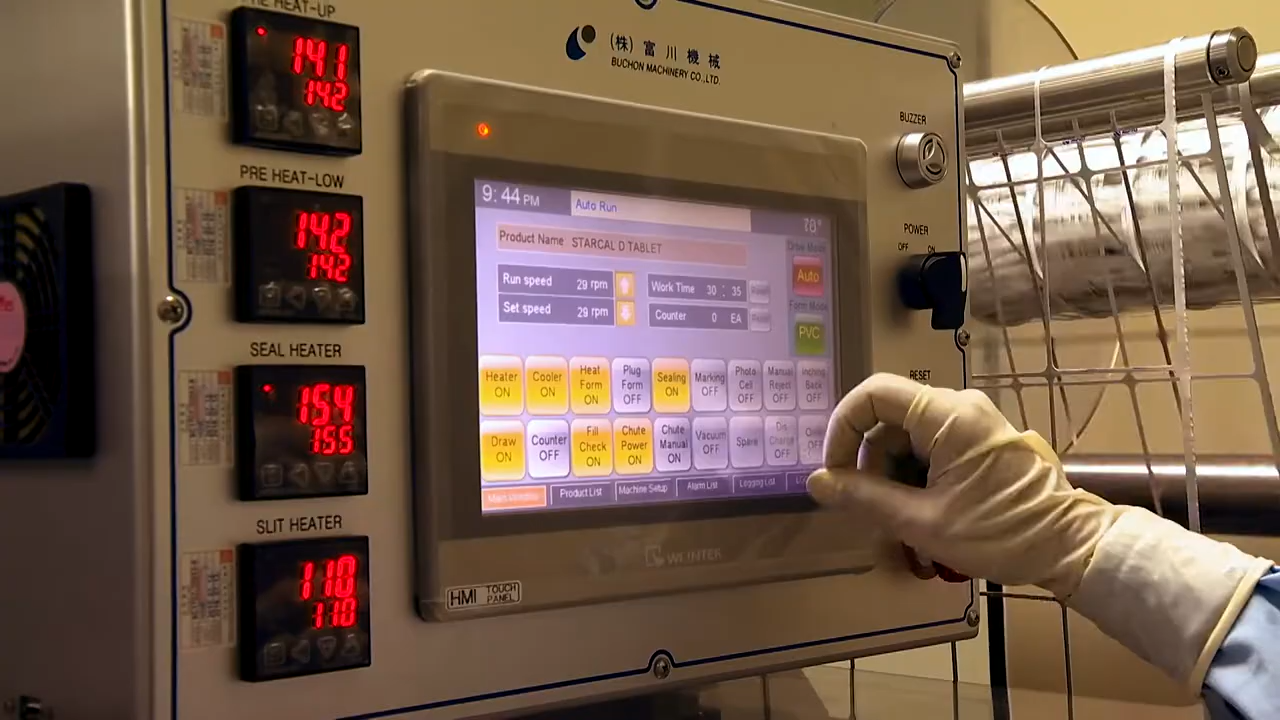 PRE HEAT-UP
141
142
PRE HEAT-LOW
142
142
SEAL HEATER
154
155
SLIT HEATER
110
110
(株) 富川機械
BUCHON MACHINERY CO.,LTD.
9:44 PM
Auto Run
78°
Product Name STARCAL D TABLET
Drive Mode
Auto
Run speed 29 rpm
Set speed 29 rpm
Work Time 30 : 35
Counter 0 EA
Form Mode
PVC
Heater ON
Cooler ON
Heat Form ON
Plug Form OFF
Sealing ON
Marking OFF
Photo Cell OFF
Manual Reject OFF
Inching Back OFF
Draw ON
Counter OFF
Fill Check ON
Chute Power ON
Chute Manual ON
Vacuum OFF
Spare
OFF
Main Window
Product List
Machine Setup
Alarm List
Logging List
HMI TOUCH PANEL
BUZZER
POWER
OFF ON
RESET